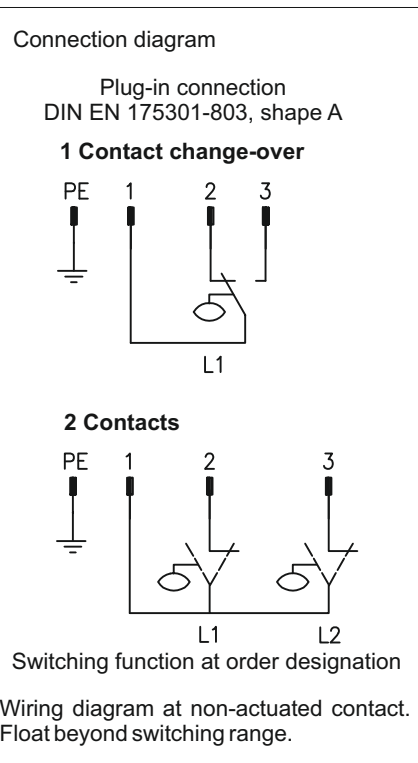 Connection diagram
Plug-in connection
DIN EN 175301-803, shape A
1 Contact change-over
PE 1 2 3
L1
2 Contacts
PE 1 2 3
L1 L2
Switching function at order designation
Wiring diagram at non-actuated contact.
Float beyond switching range.